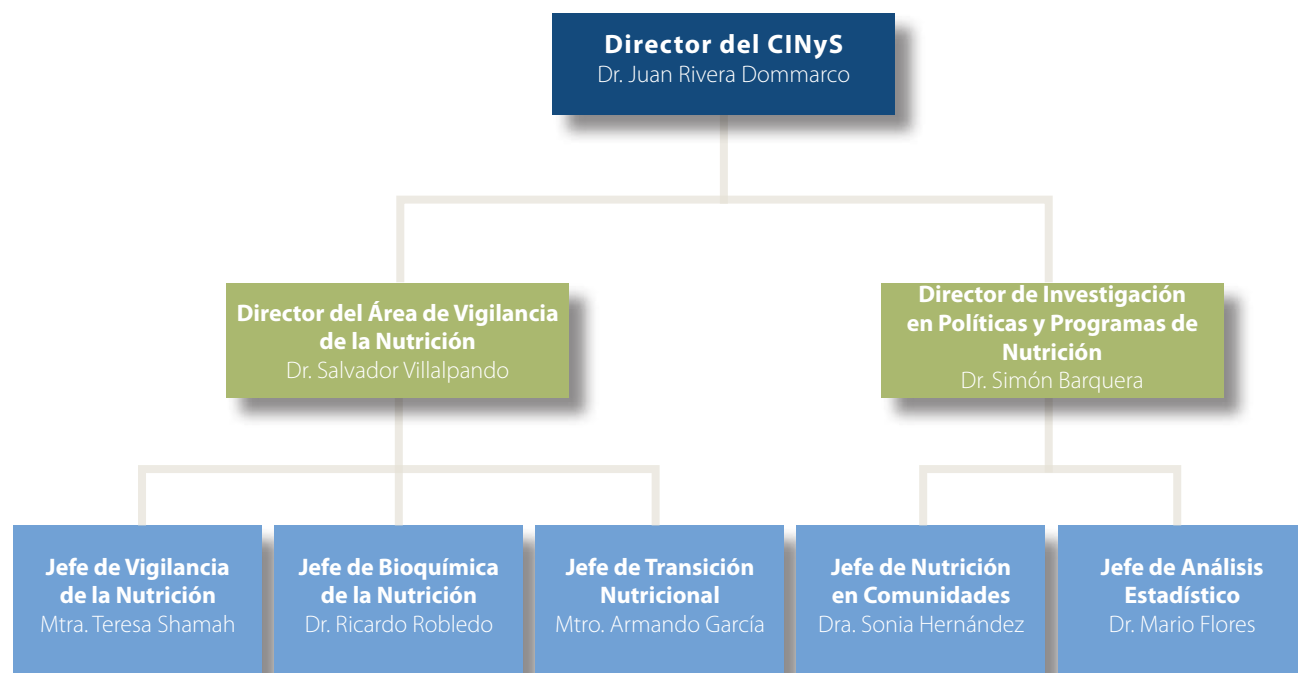 Director del CINyS
Dr. Juan Rivera Dommarco
Director del Área de Vigilancia
de la Nutrición
Dr. Salvador Villalpando
Director de Investigación
en Políticas y Programas de
Nutrición
Dr. Simón Barquera
Jefe de Vigilancia
de la Nutrición
Mtra. Teresa Shamah
Jefe de Bioquímica
de la Nutrición
Dr. Ricardo Robledo
Jefe de Transición
Nutricional
Mtro. Armando García
Jefe de Nutrición
en Comunidades
Dra. Sonia Hernández
Jefe de Análisis
Estadístico
Dr. Mario Flores